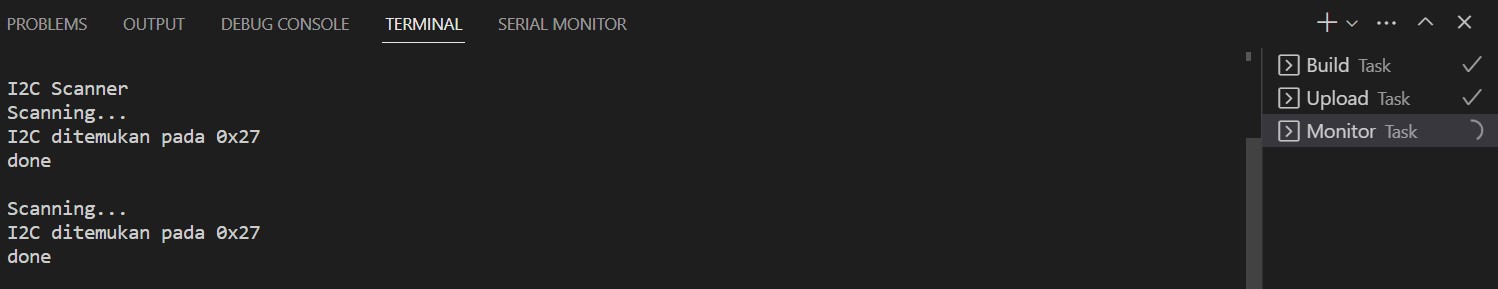 PROBLEMS OUTPUT DEBUG CONSOLE TERMINAL SERIAL MONITOR
I2C Scanner
Scanning...
I2C ditemukan pada 0x27
done
Scanning...
I2C ditemukan pada 0x27
done
Build Task
Upload Task
Monitor Task